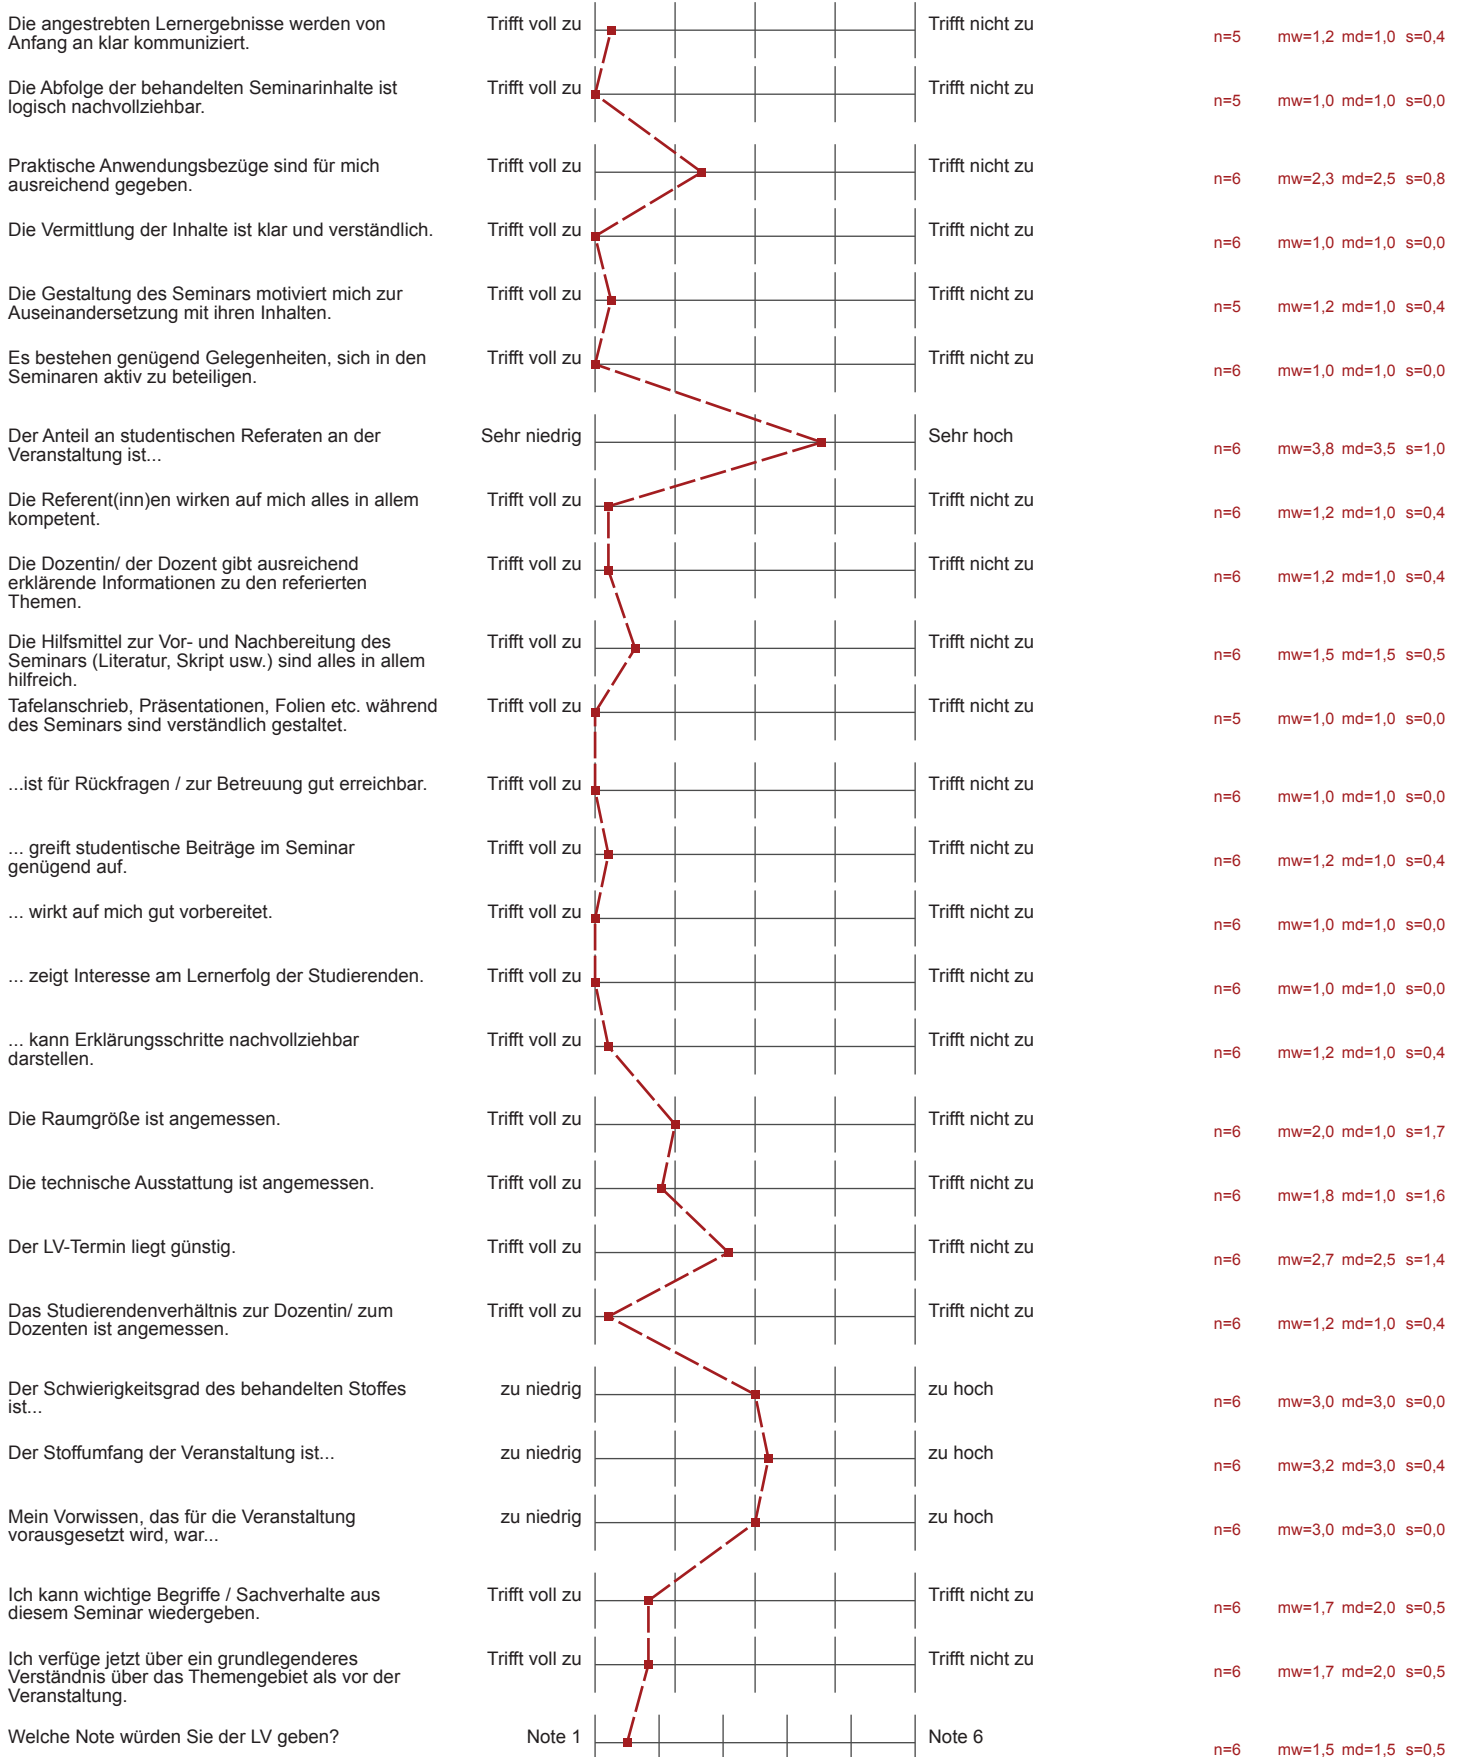 Die angestrebten Lernergebnisse werden von
Anfang an klar kommuniziert.
Trifft voll zu Trifft nicht zu
n=5 mw=1,2 md=1,0 s=0,4
Die Abfolge der behandelten Seminarinhalte ist
logisch nachvollziehbar.
Trifft voll zu Trifft nicht zu
n=5 mw=1,0 md=1,0 s=0,0
Praktische Anwendungsbezüge sind für mich
ausreichend gegeben.
Trifft voll zu Trifft nicht zu
n=6 mw=2,3 md=2,5 s=0,8
Die Vermittlung der Inhalte ist klar und verständlich.
Trifft voll zu Trifft nicht zu
n=6 mw=1,0 md=1,0 s=0,0
Die Gestaltung des Seminars motiviert mich zur
Auseinandersetzung mit ihren Inhalten.
Trifft voll zu Trifft nicht zu
n=5 mw=1,2 md=1,0 s=0,4
Es bestehen genügend Gelegenheiten, sich in den
Seminaren aktiv zu beteiligen.
Trifft voll zu Trifft nicht zu
n=6 mw=1,0 md=1,0 s=0,0
Der Anteil an studentischen Referaten an der
Veranstaltung ist...
Sehr niedrig Sehr hoch
n=6 mw=3,8 md=3,5 s=1,0
Die Referent(inn)en wirken auf mich alles in allem
kompetent.
Trifft voll zu Trifft nicht zu
n=6 mw=1,2 md=1,0 s=0,4
Die Dozentin/ der Dozent gibt ausreichend
erklärende Informationen zu den referierten
Themen.
Trifft voll zu Trifft nicht zu
n=6 mw=1,2 md=1,0 s=0,4
Die Hilfsmittel zur Vor- und Nachbereitung des
Seminars (Literatur, Skript usw.) sind alles in allem
hilfreich.
Trifft voll zu Trifft nicht zu
n=6 mw=1,5 md=1,5 s=0,5
Tafelanschrieb, Präsentationen, Folien etc. während
des Seminars sind verständlich gestaltet.
Trifft voll zu Trifft nicht zu
n=5 mw=1,0 md=1,0 s=0,0
...ist für Rückfragen / zur Betreuung gut erreichbar.
Trifft voll zu Trifft nicht zu
n=6 mw=1,0 md=1,0 s=0,0
... greift studentische Beiträge im Seminar
genügend auf.
Trifft voll zu Trifft nicht zu
n=6 mw=1,2 md=1,0 s=0,4
... wirkt auf mich gut vorbereitet.
Trifft voll zu Trifft nicht zu
n=6 mw=1,0 md=1,0 s=0,0
... zeigt Interesse am Lernerfolg der Studierenden.
Trifft voll zu Trifft nicht zu
n=6 mw=1,0 md=1,0 s=0,0
... kann Erklärungsschritte nachvollziehbar
darstellen.
Trifft voll zu Trifft nicht zu
n=6 mw=1,2 md=1,0 s=0,4
Die Raumgröße ist angemessen.
Trifft voll zu Trifft nicht zu
n=6 mw=2,0 md=1,0 s=1,7
Die technische Ausstattung ist angemessen.
Trifft voll zu Trifft nicht zu
n=6 mw=1,8 md=1,0 s=1,6
Der LV-Termin liegt günstig.
Trifft voll zu Trifft nicht zu
n=6 mw=2,7 md=2,5 s=1,4
Das Studierendenverhältnis zur Dozentin/ zum
Dozenten ist angemessen.
Trifft voll zu Trifft nicht zu
n=6 mw=1,2 md=1,0 s=0,4
Der Schwierigkeitsgrad des behandelten Stoffes
ist...
zu niedrig zu hoch
n=6 mw=3,0 md=3,0 s=0,0
Der Stoffumfang der Veranstaltung ist...
zu niedrig zu hoch
n=6 mw=3,2 md=3,0 s=0,4
Mein Vorwissen, das für die Veranstaltung
vorausgesetzt wird, war...
zu niedrig zu hoch
n=6 mw=3,0 md=3,0 s=0,0
Ich kann wichtige Begriffe / Sachverhalte aus
diesem Seminar wiedergeben.
Trifft voll zu Trifft nicht zu
n=6 mw=1,7 md=2,0 s=0,5
Ich verfüge jetzt über ein grundlegenderes
Verständnis über das Themengebiet als vor der
Veranstaltung.
Trifft voll zu Trifft nicht zu
n=6 mw=1,7 md=2,0 s=0,5
Welche Note würden Sie der LV geben?
Note 1 Note 6
n=6 mw=1,5 md=1,5 s=0,5